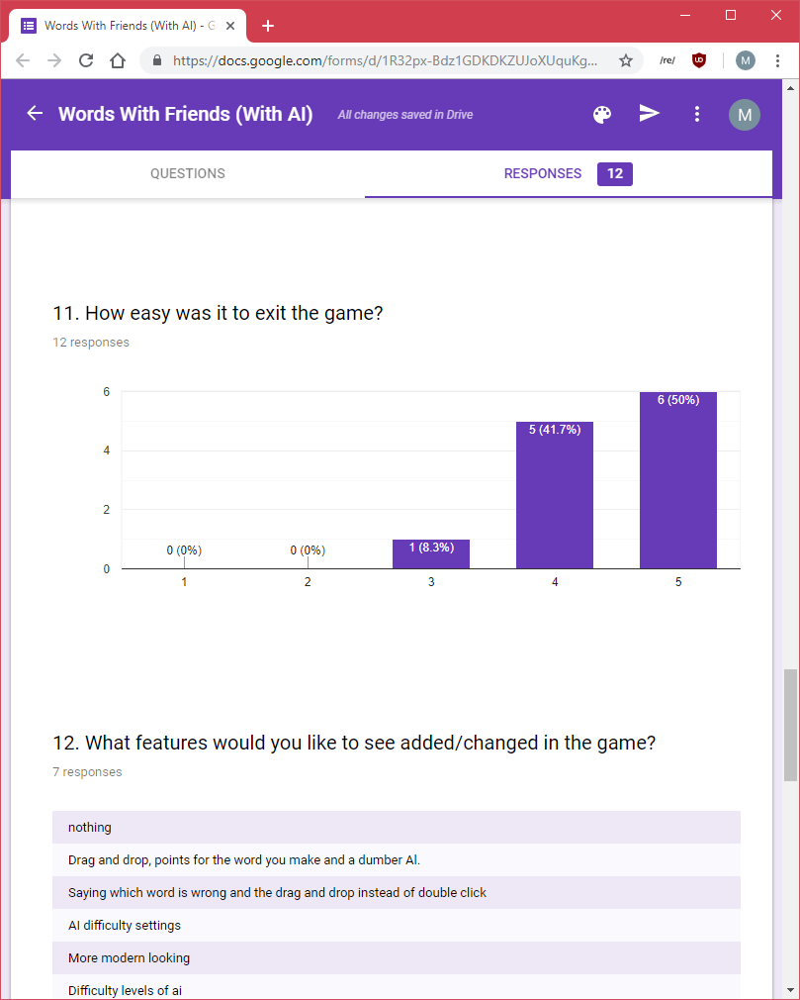 Words With Friends (With AI) - G
https://docs.google.com/forms/d/1R32px-Bdz1GDKDKZUJoXUquKg...
/re/
UD
M
Words With Friends (With AI)
All changes saved in Drive
M
QUESTIONS
RESPONSES 12
11. How easy was it to exit the game?
12 responses
6
4
2
0
0 (0%)
0 (0%)
1 (8.3%)
5 (41.7%)
6 (50%)
1 2 3 4 5
12. What features would you like to see added/changed in the game?
7 responses
nothing
Drag and drop, points for the word you make and a dumber AI.
Saying which word is wrong and the drag and drop instead of double click
AI difficulty settings
More modern looking
Difficulty levels of ai